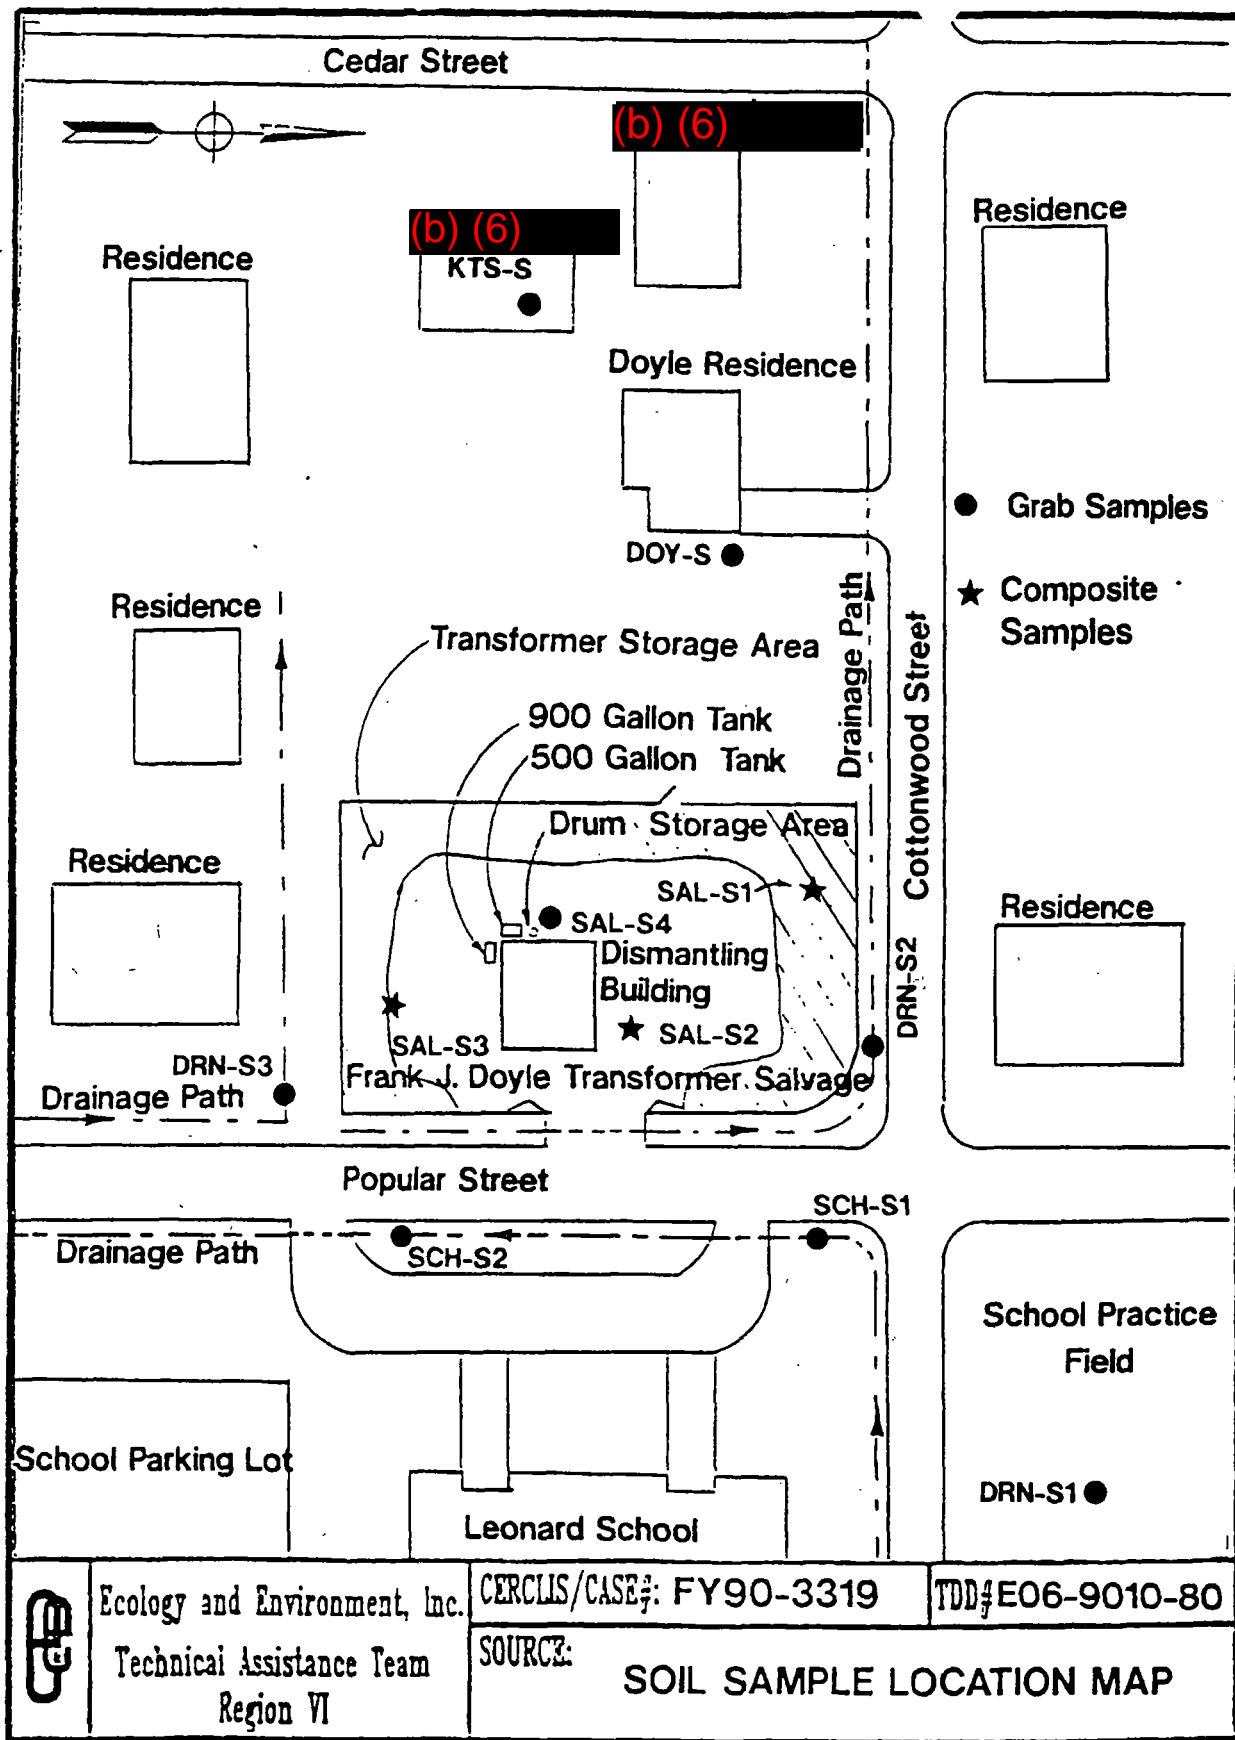 Cedar Street
(b) (6)
(b) (6)
KTS-S
Residence
Residence
Doyle Residence
Grab Samples
DOY-S
Composite
Samples
Residence
Transformer Storage Area
Drainage Path
Cottonwood Street
900 Gallon Tank
500 Gallon Tank
Drum Storage Area
Residence
SAL-S1
SAL-S4
Residence
Dismantling
Building
DRN-S2
SAL-S2
SAL-S3
DRN-S3
Frank J. Doyle Transformer Salvage
Drainage Path
Popular Street
SCH-S1
Drainage Path
SCH-S2
School Practice
Field
School Parking Lot
DRN-S1
Leonard School
Ecology and Environment, Inc.
Technical Assistance Team
Region VI
CERCLIS/CASE#: FY90-3319
TDD#E06-9010-80
SOURCE:
SOIL SAMPLE LOCATION MAP